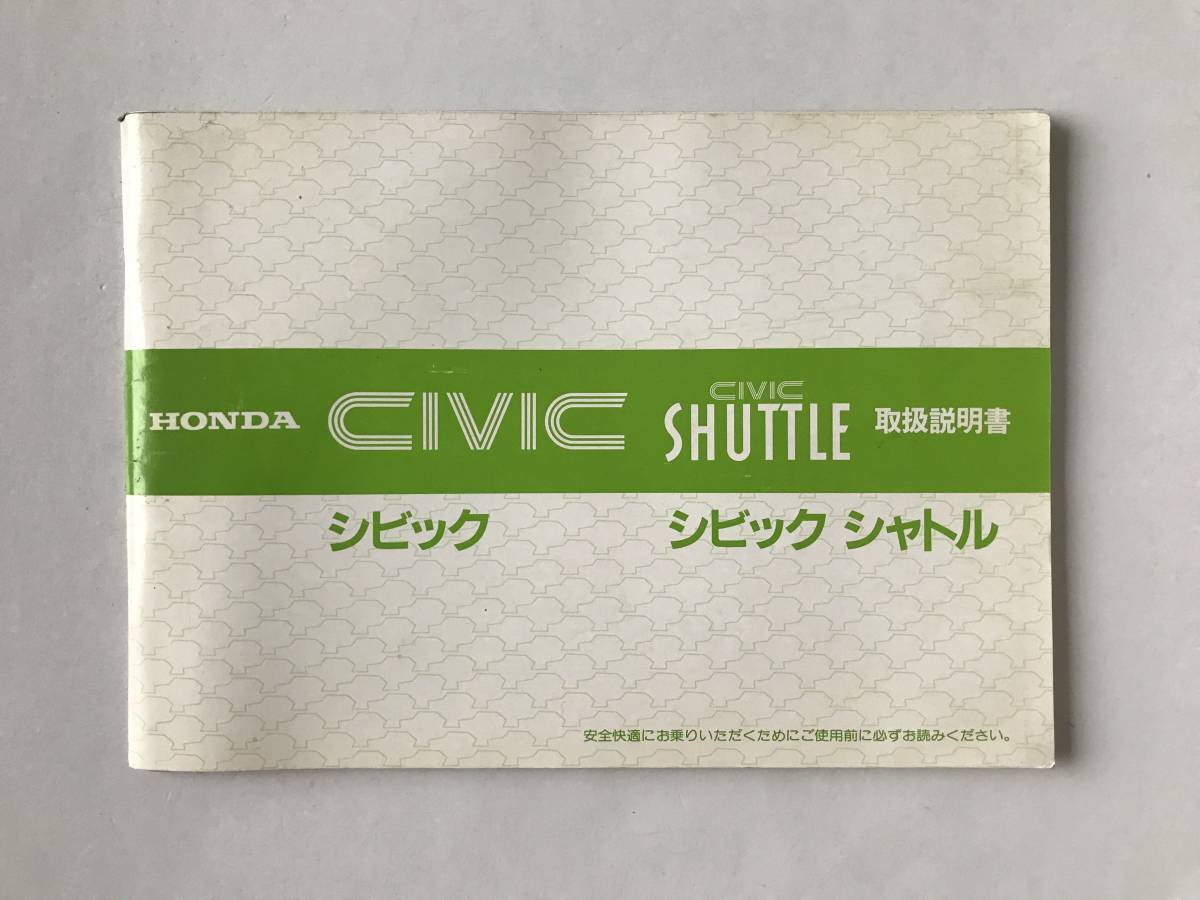 HONDA CIVIC CIVIC SHUTTLE 取扱説明書
シビック シビック シャトル
安全快適にお乗りいただくためにご使用前に必ずお読みください。